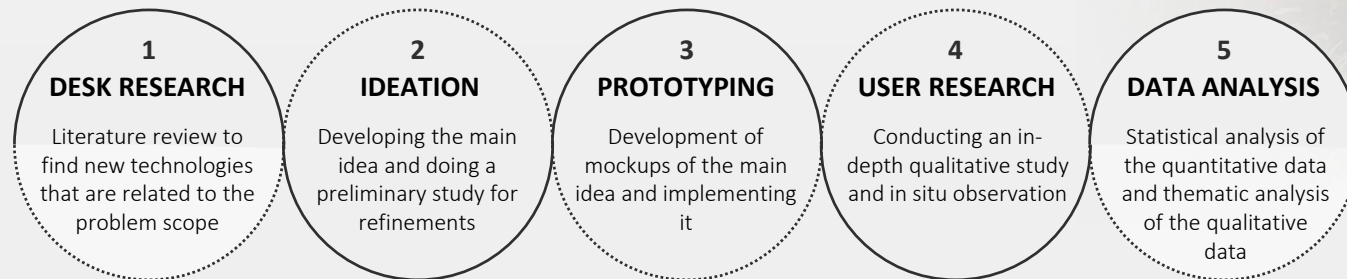 1
DESK RESEARCH
Literature review to
find new technologies
that are related to the
problem scope
2
IDEATION
Developing the main
idea and doing a
preliminary study for
refinements
3
PROTOTYPING
Development of
mockups of the main
idea and implementing
it
4
USER RESEARCH
Conducting an in-
depth qualitative study
and in situ observation
5
DATA ANALYSIS
Statistical analysis of
the quantitative data
and thematic analysis
of the qualitative
data